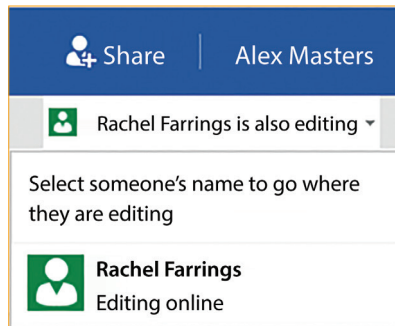 Share Alex Masters
Rachel Farrings is also editing
Select someone's name to go where
they are editing
Rachel Farrings
Editing online